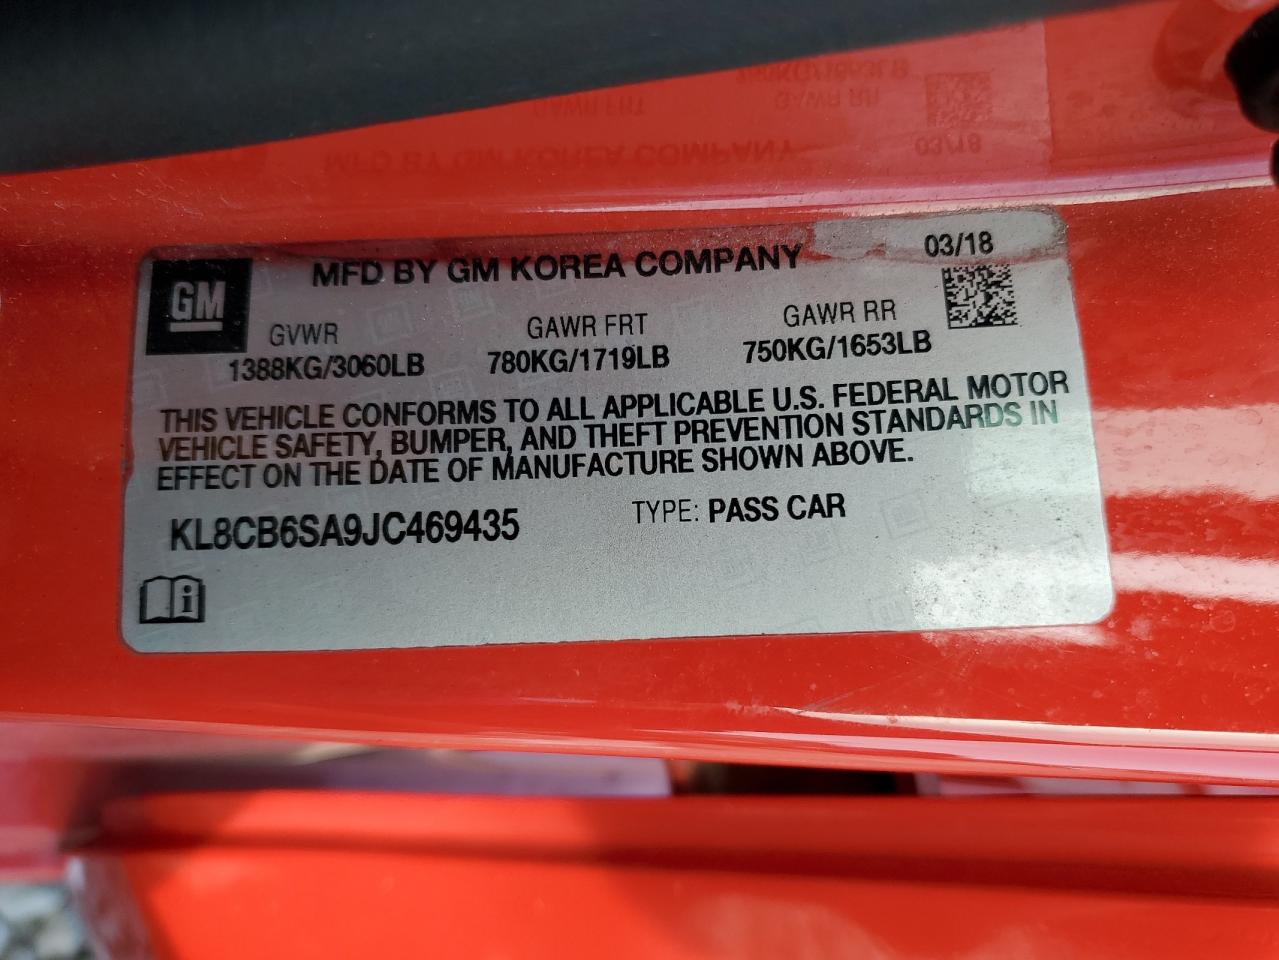 MFD BY GM KOREA COMPANY 03/18
GM
GVWR GAWR FRT GAWR RR
1388KG/3060LB 780KG/1719LB 750KG/1653LB
THIS VEHICLE CONFORMS TO ALL APPLICABLE U.S. FEDERAL MOTOR
VEHICLE SAFETY, BUMPER, AND THEFT PREVENTION STANDARDS IN
EFFECT ON THE DATE OF MANUFACTURE SHOWN ABOVE.
KL8CB6SA9JC469435 TYPE: PASS CAR
i